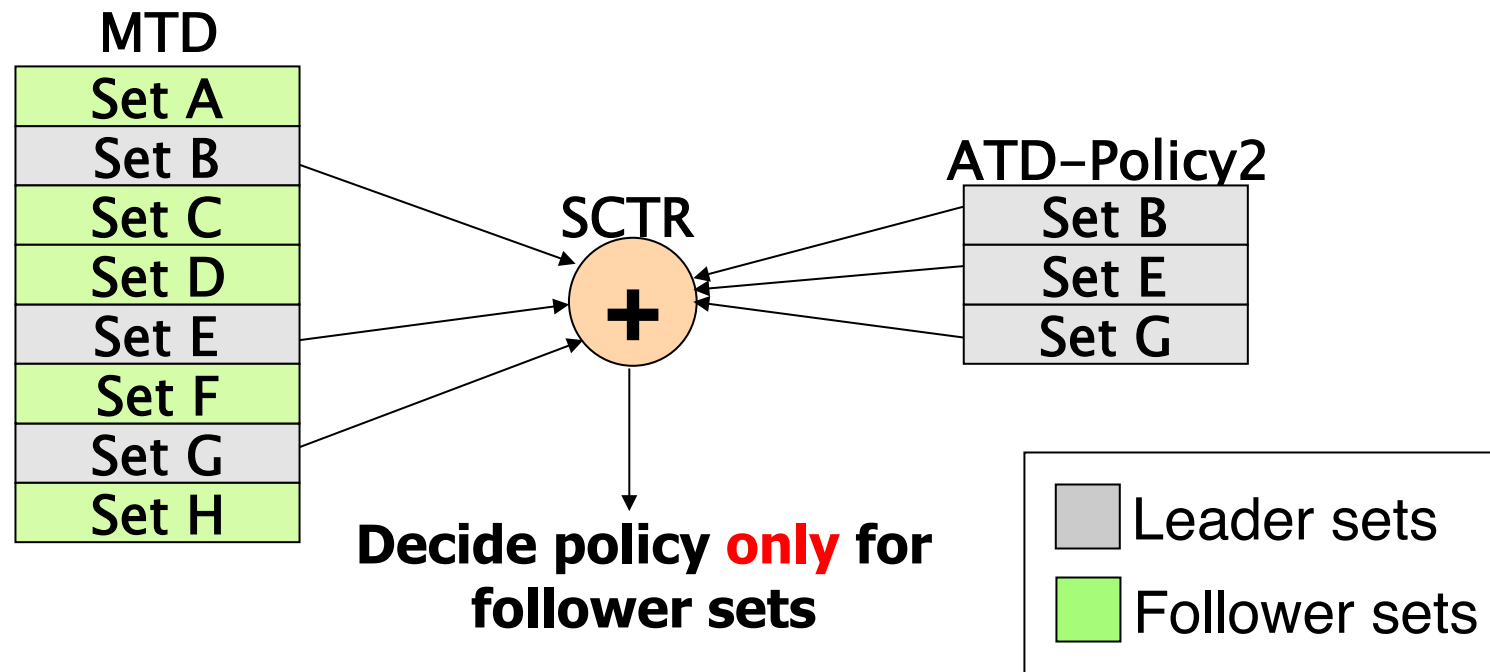 MTD
Set A
Set B
Set C
Set D
Set E
Set F
Set G
Set H
SCTR
+
ATD-Policy2
Set B
Set E
Set G
Decide policy only for
follower sets
Leader sets
Follower sets